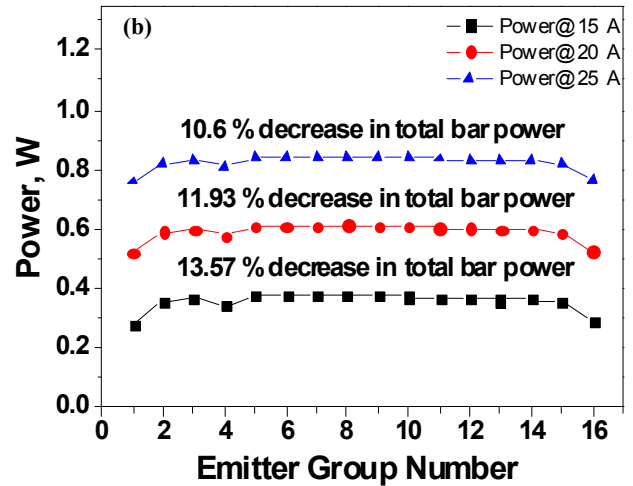 (b)
Power@15 A
Power@20 A
Power@25 A
1.2
1.0
0.8
0.6
0.4
0.2
0.0
Power, W
10.6 % decrease in total bar power
11.93 % decrease in total bar power
13.57 % decrease in total bar power
0 2 4 6 8 10 12 14 16
Emitter Group Number